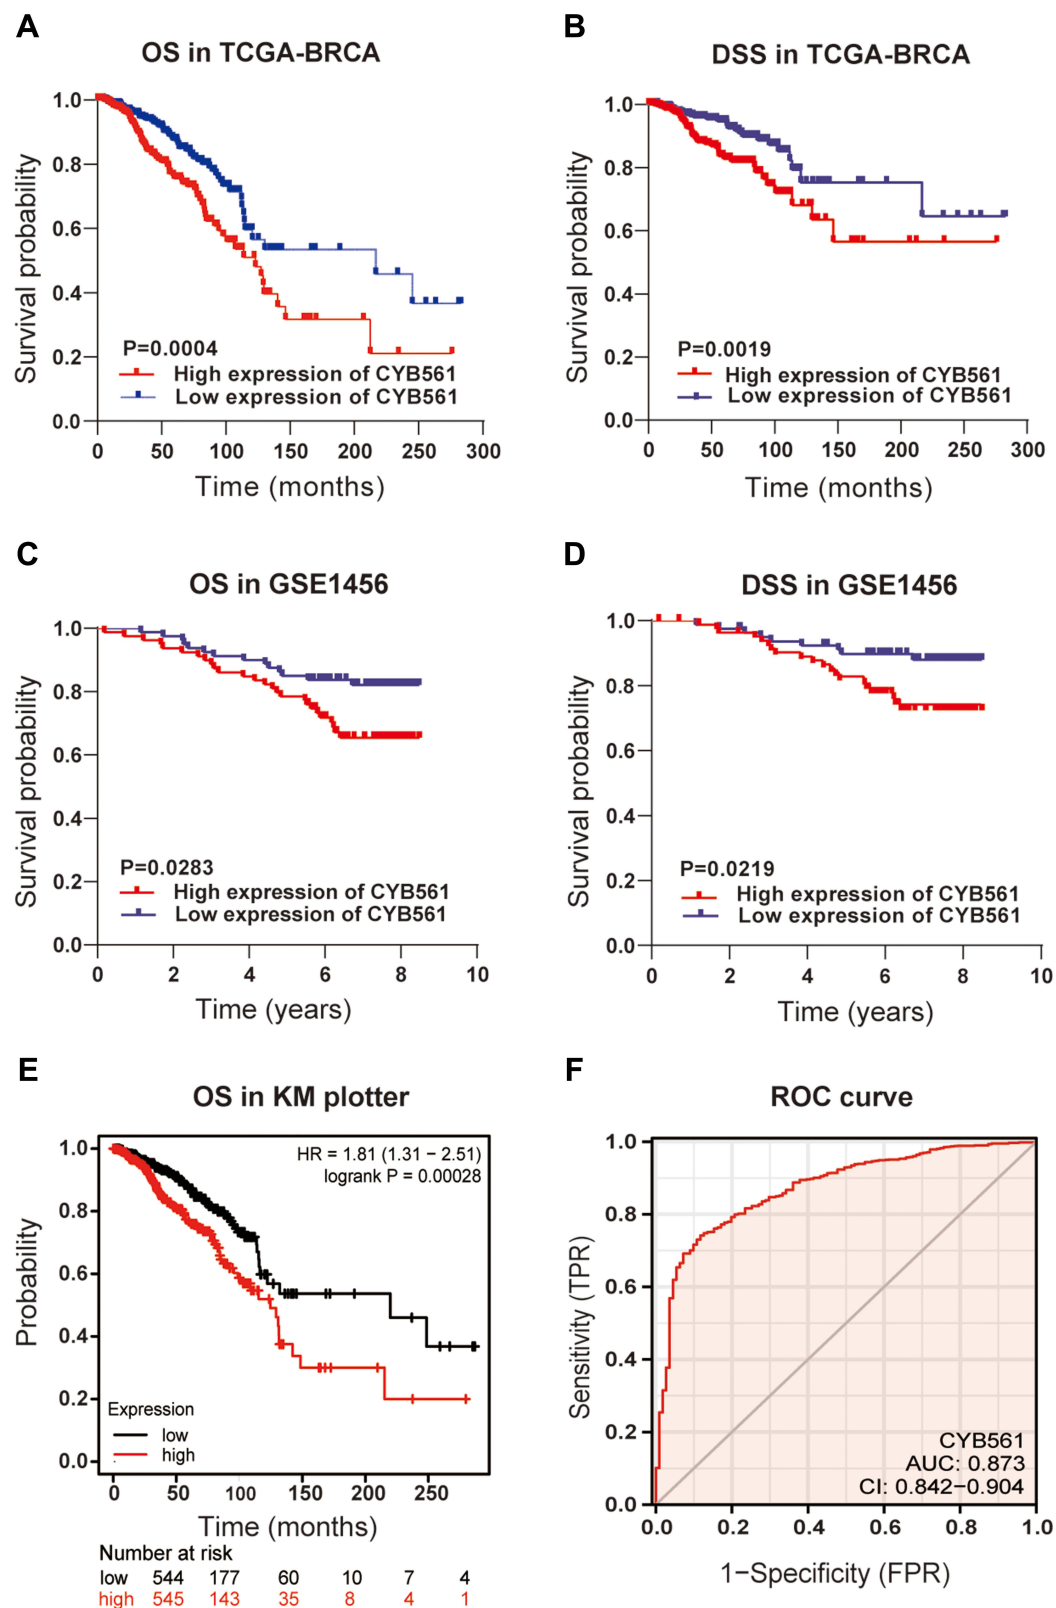 A
OS in TCGA-BRCA
Survival probability
1.0
0.8
0.6
0.4
0.2
0.0
P=0.0004
High expression of CYB561
Low expression of CYB561
0 50 100 150 200 250 300
Time (months)
B
DSS in TCGA-BRCA
Survival probability
1.0
0.8
0.6
0.4
0.2
0.0
P=0.0019
High expression of CYB561
Low expression of CYB561
0 50 100 150 200 250 300
Time (months)
C
OS in GSE1456
Survival probability
1.0
0.8
0.6
0.4
0.2
0.0
P=0.0283
High expression of CYB561
Low expression of CYB561
0 2 4 6 8 10
Time (years)
D
DSS in GSE1456
Survival probability
1.0
0.8
0.6
0.4
0.2
0.0
P=0.0219
High expression of CYB561
Low expression of CYB561
0 2 4 6 8 10
Time (years)
E
OS in KM plotter
Probability
1.0
0.8
0.6
0.4
0.2
0.0
HR = 1.81 (1.31 − 2.51)
logrank P = 0.00028
Expression
low
high
0 50 100 150 200 250
Time (months)
Number at risk
low 544 177 60 10 7 4
high 545 143 35 8 4 1
F
ROC curve
Sensitivity (TPR)
1.0
0.8
0.6
0.4
0.2
0.0
CYB561
AUC: 0.873
CI: 0.842−0.904
0.0 0.2 0.4 0.6 0.8 1.0
1−Specificity (FPR)